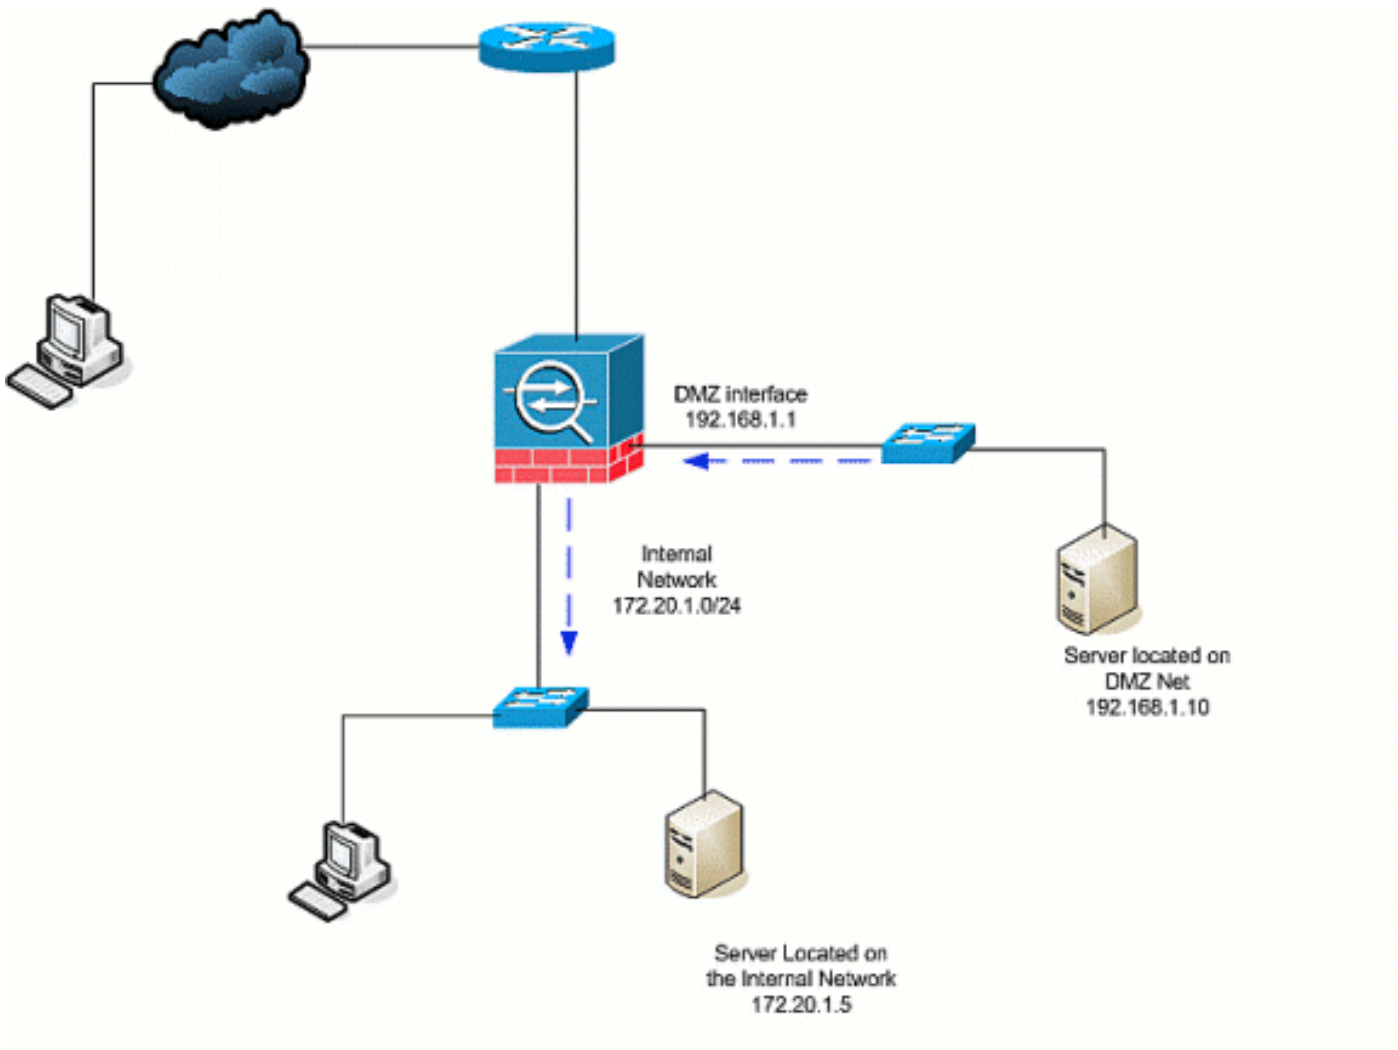 DMZ interface
192.168.1.1
Internal
Network
172.20.1.0/24
Server located on
DMZ Net
192.168.1.10
Server Located on
the Internal Network
172.20.1.5